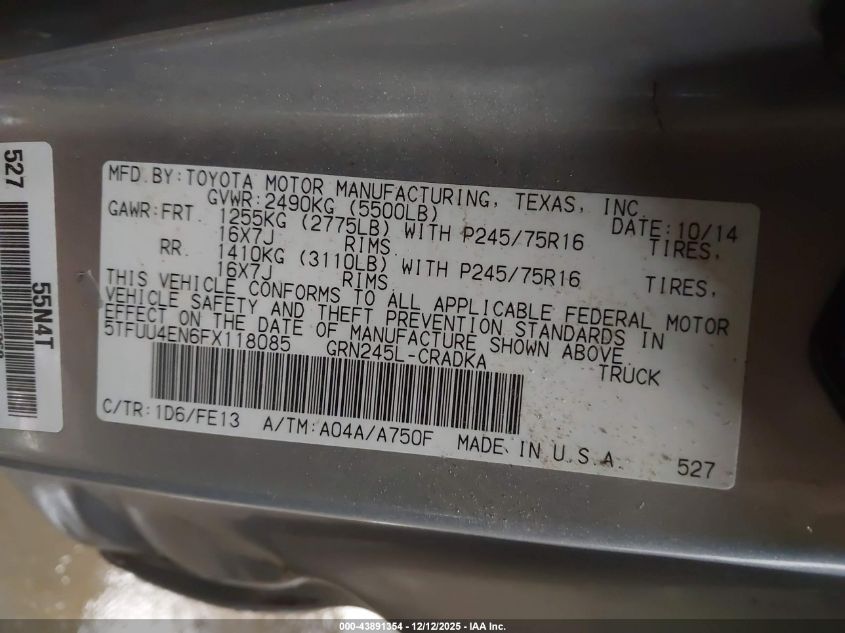 527
55N4T
MFD.BY:TOYOTA MOTOR MANUFACTURING, TEXAS, INC.
GVWR:2490KG (5500LB) DATE:10/14
GAWR:FRT. 1255KG (2775LB) WITH P245/75R16 TIRES,
16X7J RIMS
RR. 1410KG (3110LB) WITH P245/75R16 TIRES,
16X7J RIMS
THIS VEHICLE CONFORMS TO ALL APPLICABLE FEDERAL MOTOR
VEHICLE SAFETY AND THEFT PREVENTION STANDARDS IN
EFFECT ON THE DATE OF MANUFACTURE SHOWN ABOVE.
5TFUU4EN6FX118085 GRN245L-CRADKA TRUCK
C/TR:1D6/FE13 A/TM:A04A/A750F MADE IN U.S.A.
527
000-43891354 - 12/12/2025 - IAA Inc.